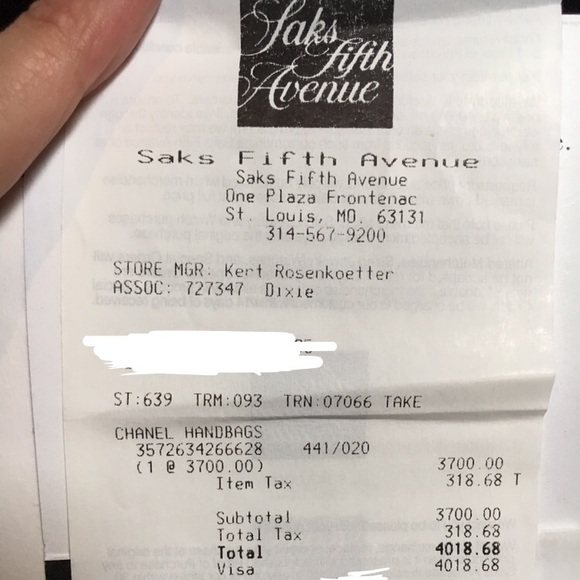 Saks
fifth
Avenue
Saks Fifth Avenue
Saks Fifth Avenue
One Plaza Frontenac
St. Louis, MO. 63131
314-567-9200
STORE MGR: Kert Rosenkoetter
ASSOC: 727347 Dixie
ST:639 TRM:093 TRN:07066 TAKE
CHANEL HANDBAGS
3572634266628 441/020
(1 @ 3700.00) 3700.00
Item Tax 318.68 T
Subtotal 3700.00
Total Tax 318.68
Total 4018.68
Visa 4018.68